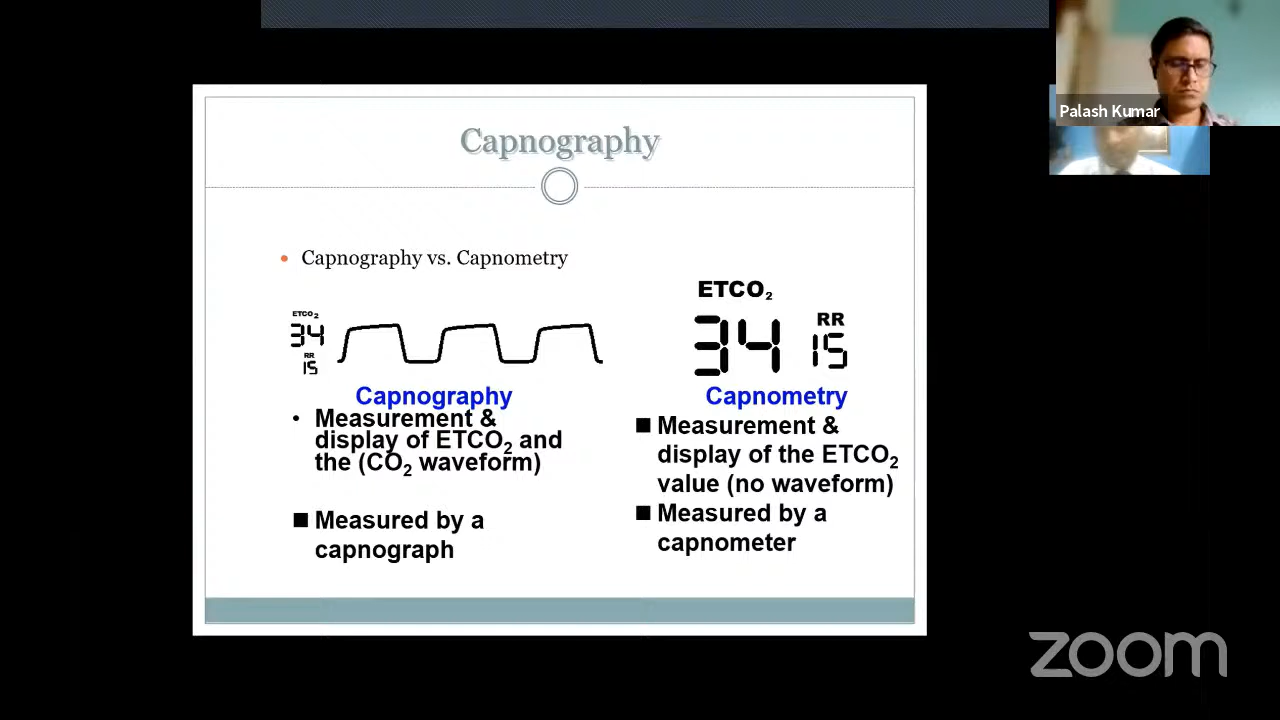 Palash Kumar
Capnography
• Capnography vs. Capnometry
ETCO₂
34
RR
15
Capnography
• Measurement &
display of ETCO₂ and
the (CO₂ waveform)
■ Measured by a
capnograph
ETCO₂
34
RR
15
Capnometry
■ Measurement &
display of the ETCO₂
value (no waveform)
■ Measured by a
capnometer
zoom